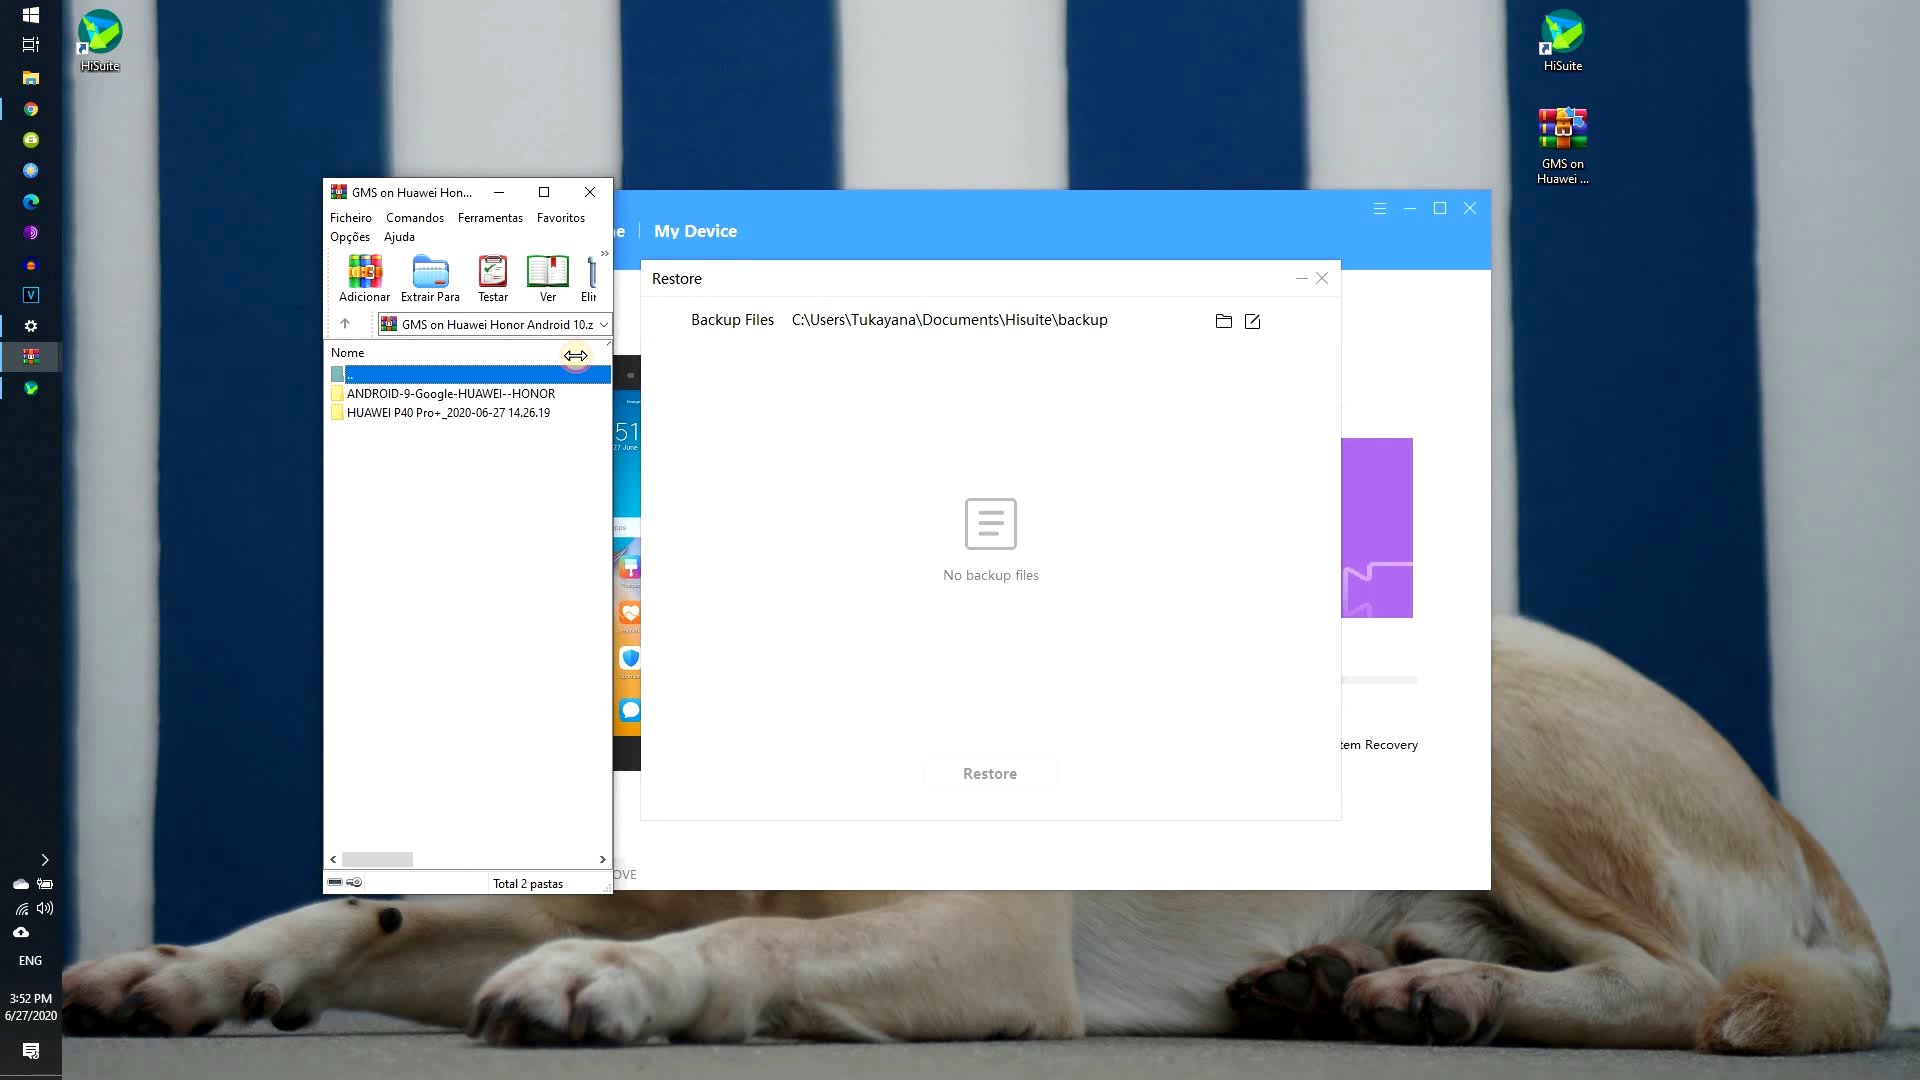 HiSuite
HiSuite
GMS on
Huawei ...
GMS on Huawei Hon...
Ficheiro Comandos Ferramentas Favoritos
Opções Ajuda
Adicionar Extrair Para Testar Ver Elir
GMS on Huawei Honor Android 10.z
Nome
..
ANDROID-9-Google-HUAWEI--HONOR
HUAWEI P40 Pro+_2020-06-27 14.26.19
Total 2 pastas
e | My Device
Restore
Backup Files C:\Users\Tukayana\Documents\Hisuite\backup
No backup files
Restore
51
27 June
tem Recovery
OVE
ENG
3:52 PM
6/27/2020